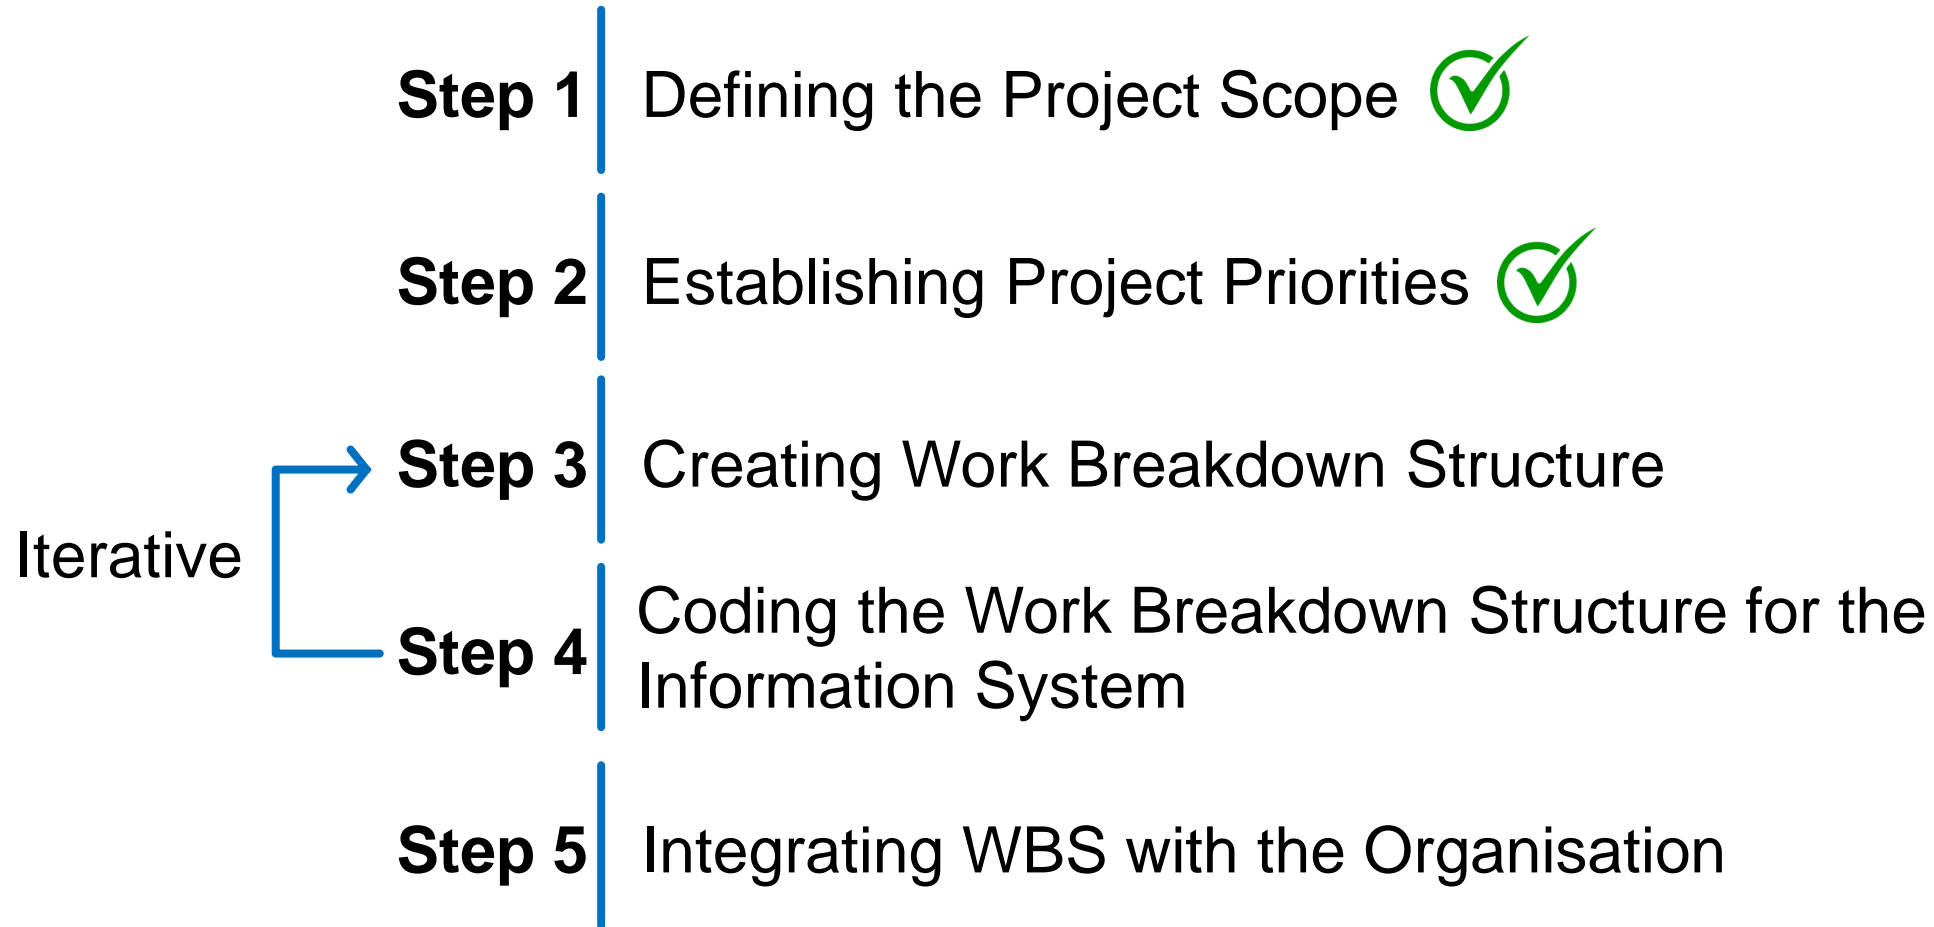 Step 1 Defining the Project Scope
Step 2 Establishing Project Priorities
Step 3 Creating Work Breakdown Structure
Iterative
Step 4 Coding the Work Breakdown Structure for the
Information System
Step 5 Integrating WBS with the Organisation